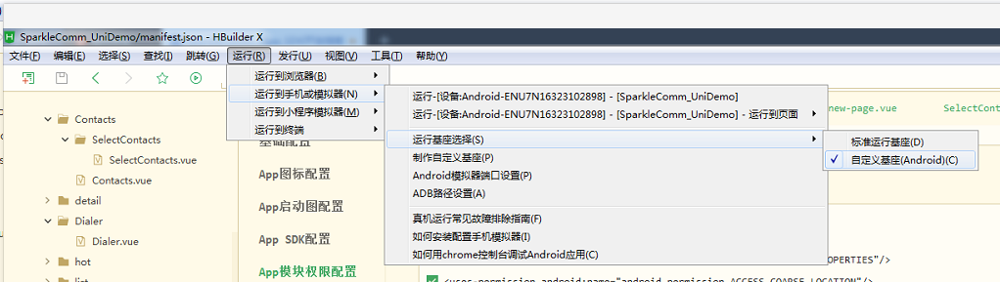 SparkleComm_UniDemo/manifest.json - HBuilder X
文件(F) 编辑(E) 选择(S) 查找(I) 跳转(G) 运行(R) 发行(U) 视图(V) 工具(T) 帮助(Y)
运行到浏览器(B)
运行到手机或模拟器(N)
运行到小程序模拟器(M)
运行到终端
运行-[设备:Android-ENU7N16323102898] - [SparkleComm_UniDemo]
运行-[设备:Android-ENU7N16323102898] - [SparkleComm_UniDemo] - 运行到页面
运行基座选择(S)
制作自定义基座(P)
Android模拟器端口设置(P)
ADB路径设置(A)
真机运行常见故障排除指南(F)
如何安装配置手机模拟器(I)
如何用chrome控制台调试Android应用(C)
标准运行基座(D)
自定义基座(Android)(C)
new-page.vue
SelectCont
Contacts
SelectContacts
SelectContacts.vue
Contacts.vue
detail
Dialer
Dialer.vue
hot
list
基础配置
App图标配置
App启动图配置
App SDK配置
App模块权限配置
OPERTIES"/>
<uses-permission android:name="android.permission.ACCESS_COARSE_LOCATION"/>